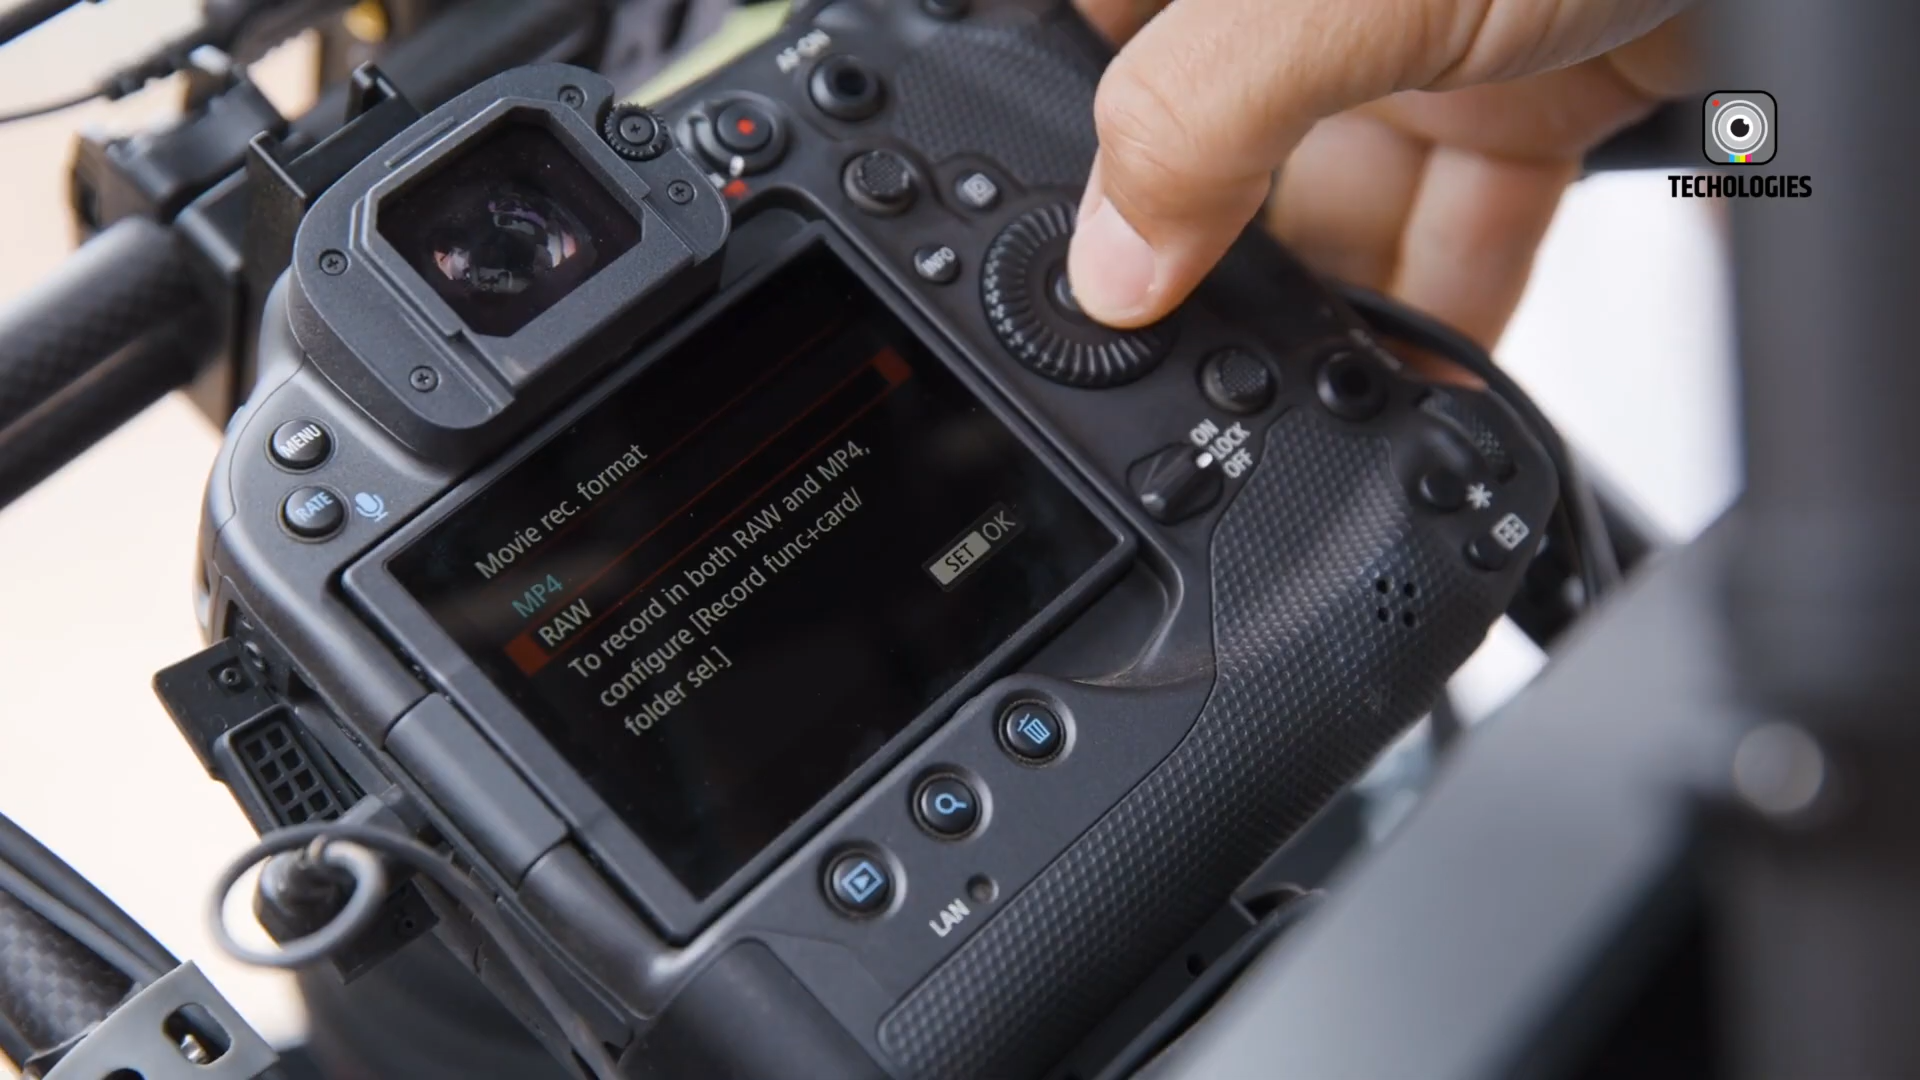 AF-ON
TECHOLOGIES
INFO
MENU
RATE
ON
LOCK
OFF
Movie rec. format
MP4
RAW
To record in both RAW and MP4,
configure [Record func+card/
folder sel.]
SET OK
LAN